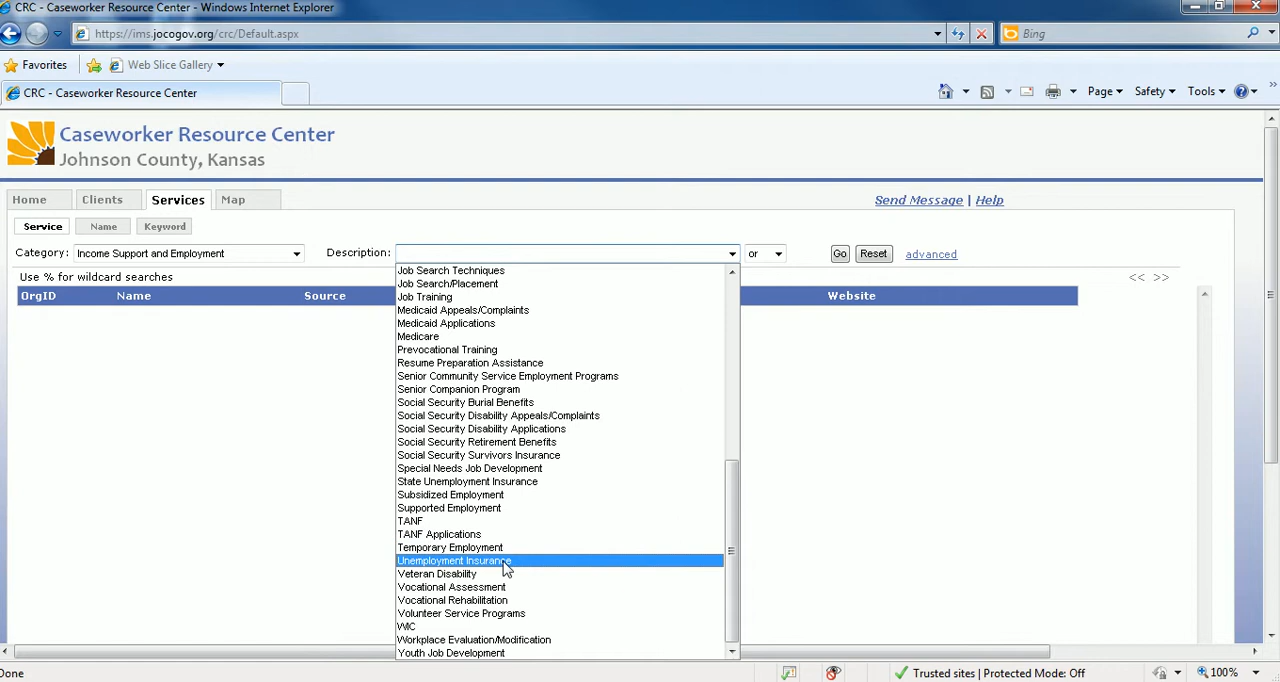 CRC - Caseworker Resource Center - Windows Internet Explorer
https://ims.jocogov.org/crc/Default.aspx
Bing
Favorites
Web Slice Gallery
CRC - Caseworker Resource Center
Page
Safety
Tools
Caseworker Resource Center
Johnson County, Kansas
Home
Clients
Services
Map
Send Message | Help
Service
Name
Keyword
Category: Income Support and Employment
Description:
or
Go
Reset
advanced
Use % for wildcard searches
<< >>
OrgID
Name
Source
Website
Job Search Techniques
Job Search/Placement
Job Training
Medicaid Appeals/Complaints
Medicaid Applications
Medicare
Prevocational Training
Resume Preparation Assistance
Senior Community Service Employment Programs
Senior Companion Program
Social Security Burial Benefits
Social Security Disability Appeals/Complaints
Social Security Disability Applications
Social Security Retirement Benefits
Social Security Survivors Insurance
Special Needs Job Development
State Unemployment Insurance
Subsidized Employment
Supported Employment
TANF
TANF Applications
Temporary Employment
Unemployment Insurance
Veteran Disability
Vocational Assessment
Vocational Rehabilitation
Volunteer Service Programs
WIC
Workplace Evaluation/Modification
Youth Job Development
Done
Trusted sites | Protected Mode: Off
100%